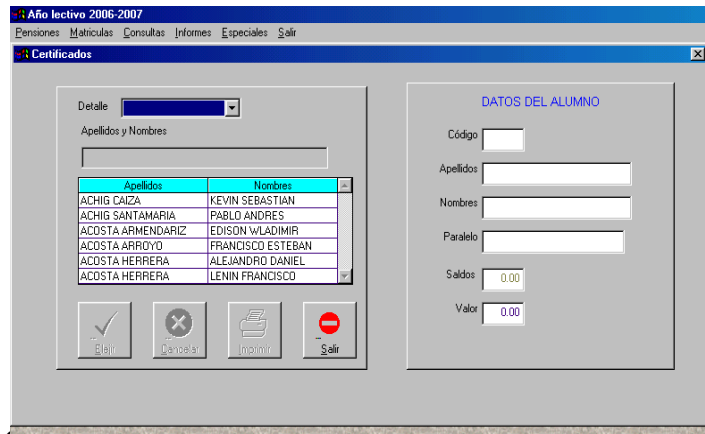 Año lectivo 2006-2007
Pensiones Matriculas Consultas Informes Especiales Salir
Certificados
Detalle
Apellidos y Nombres
Apellidos Nombres
ACHIG CAIZA KEVIN SEBASTIAN
ACHIG SANTAMARIA PABLO ANDRES
ACOSTA ARMENDARIZ EDISON WLADIMIR
ACOSTA ARROYO FRANCISCO ESTEBAN
ACOSTA HERRERA ALEJANDRO DANIEL
ACOSTA HERRERA LENIN FRANCISCO
Elejir Cancelar Imprimir Salir
DATOS DEL ALUMNO
Código
Apellidos
Nombres
Paralelo
Saldos 0.00
Valor 0.00